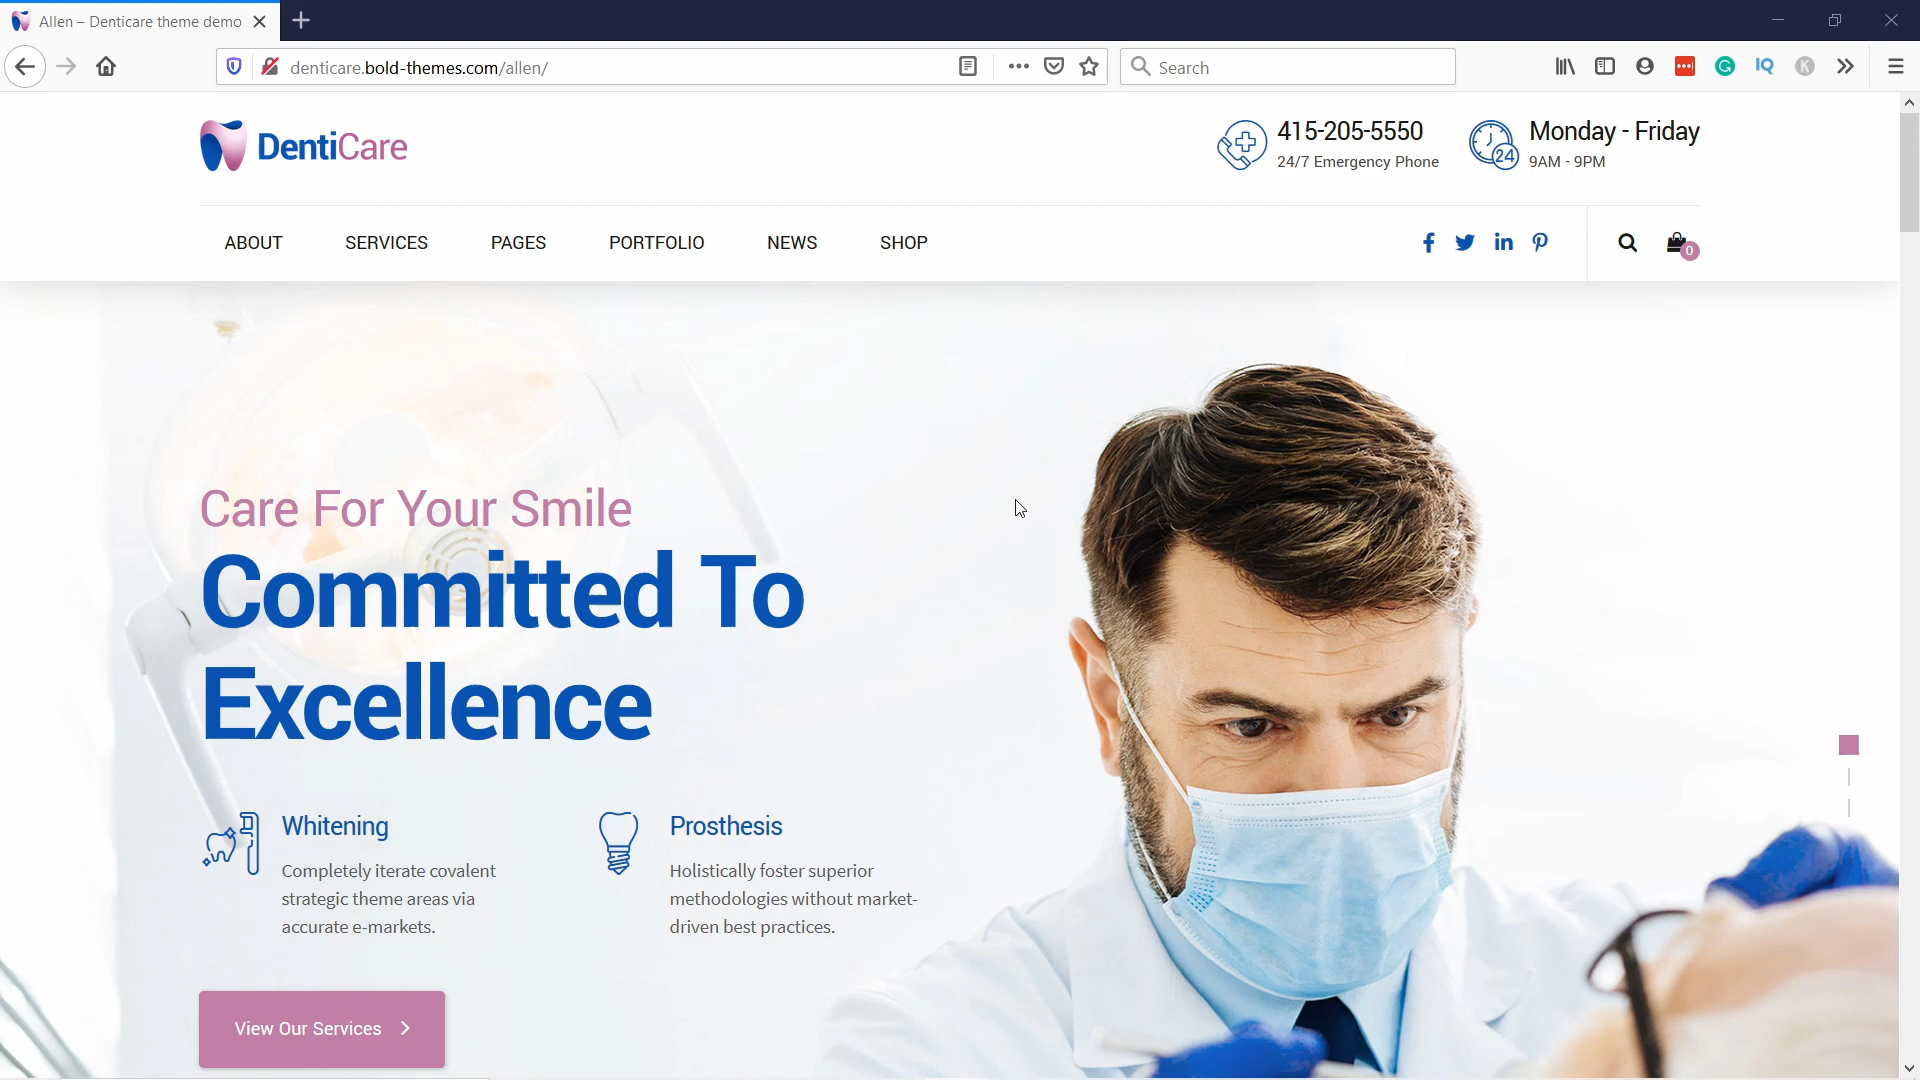 Allen – Denticare theme demo
denticare.bold-themes.com/allen/
Search
DentiCare
415-205-5550
24/7 Emergency Phone
24
Monday - Friday
9AM - 9PM
ABOUT
SERVICES
PAGES
PORTFOLIO
NEWS
SHOP
0
Care For Your Smile
Committed To
Excellence
Whitening
Completely iterate covalent
strategic theme areas via
accurate e-markets.
Prosthesis
Holistically foster superior
methodologies without market-
driven best practices.
View Our Services